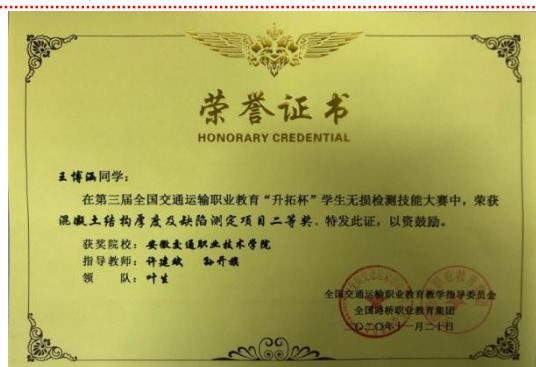 荣誉证书
HONORARY CREDENTIAL
王博涵同学：
在第三届全国交通运输职业教育“升拓杯”学生无损检测技能大赛中，荣获
混凝土结构厚度及缺陷测定项目二等奖。特发此证，以资鼓励。
获奖院校：安徽交通职业技术学院
指导教师：许建斌 孙开旗
领 队：叶生
全国交通运输职业教育教学指导委员会
全国路桥职业教育集团
二〇二〇年十一月二十日